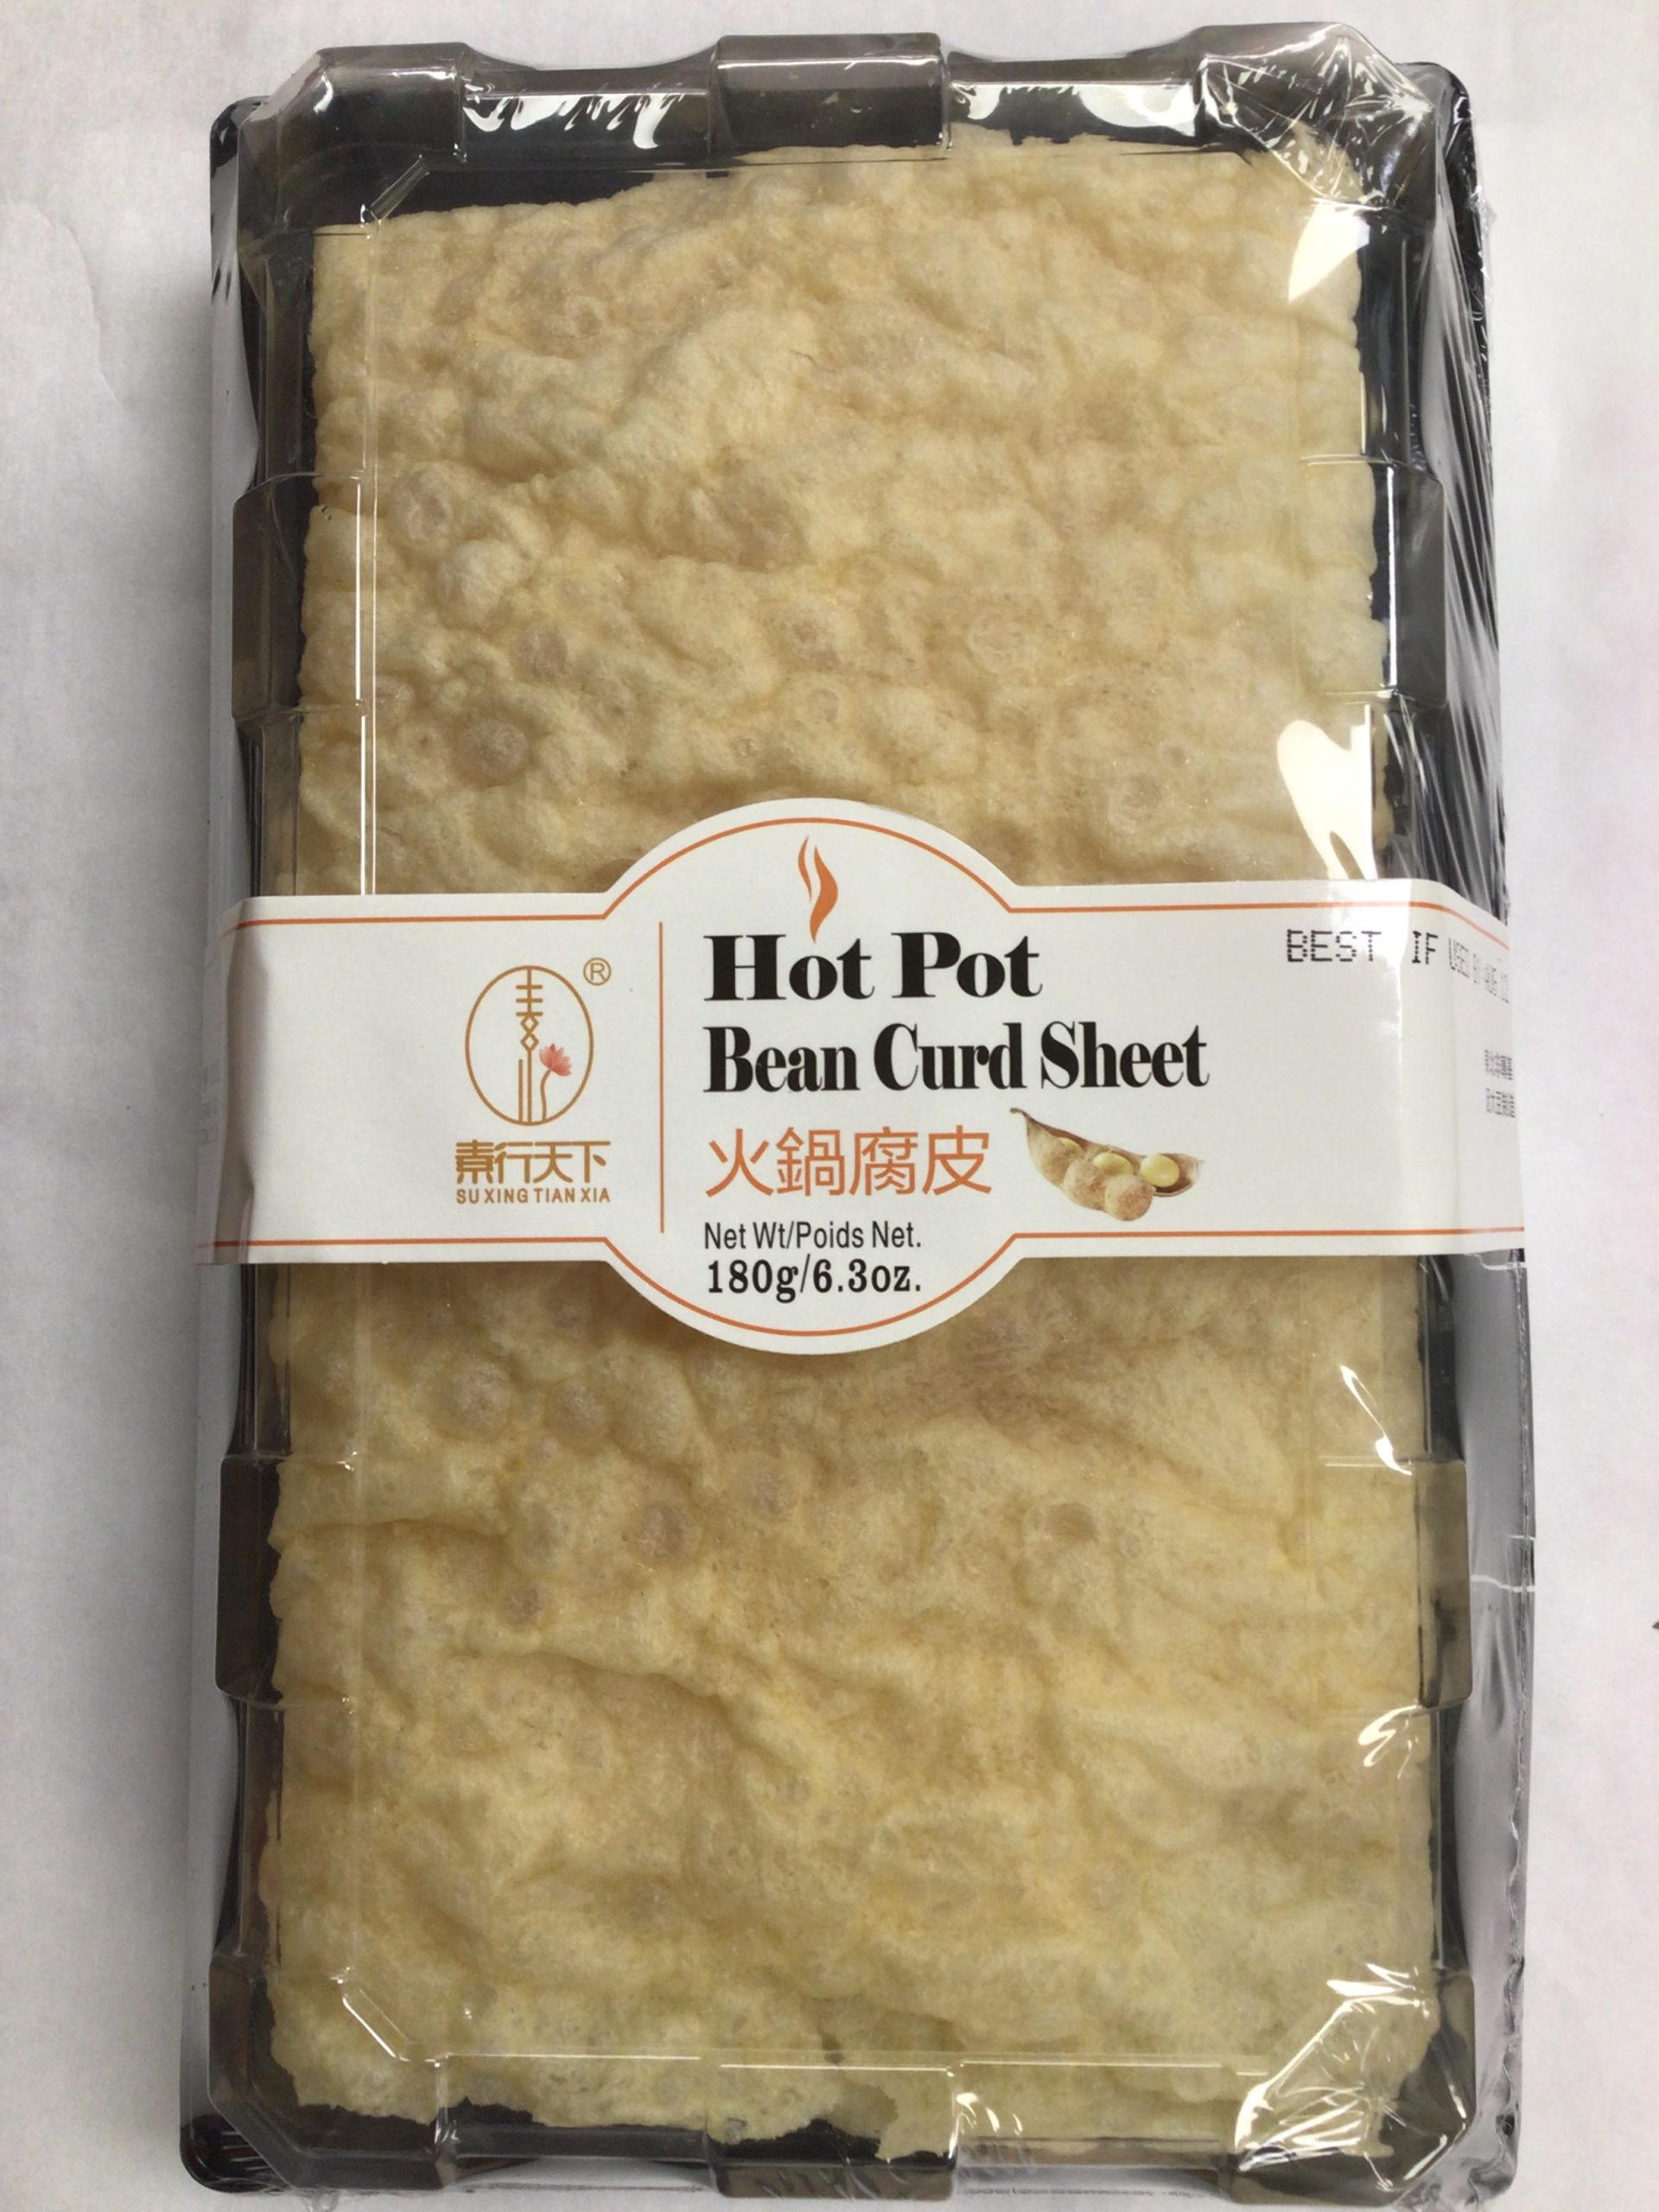 ®
素行天下
SU XING TIAN XIA
Hot Pot
Bean Curd Sheet
火鍋腐皮
Net Wt/Poids Net.
180g/6.3oz.
BEST IF USED BY